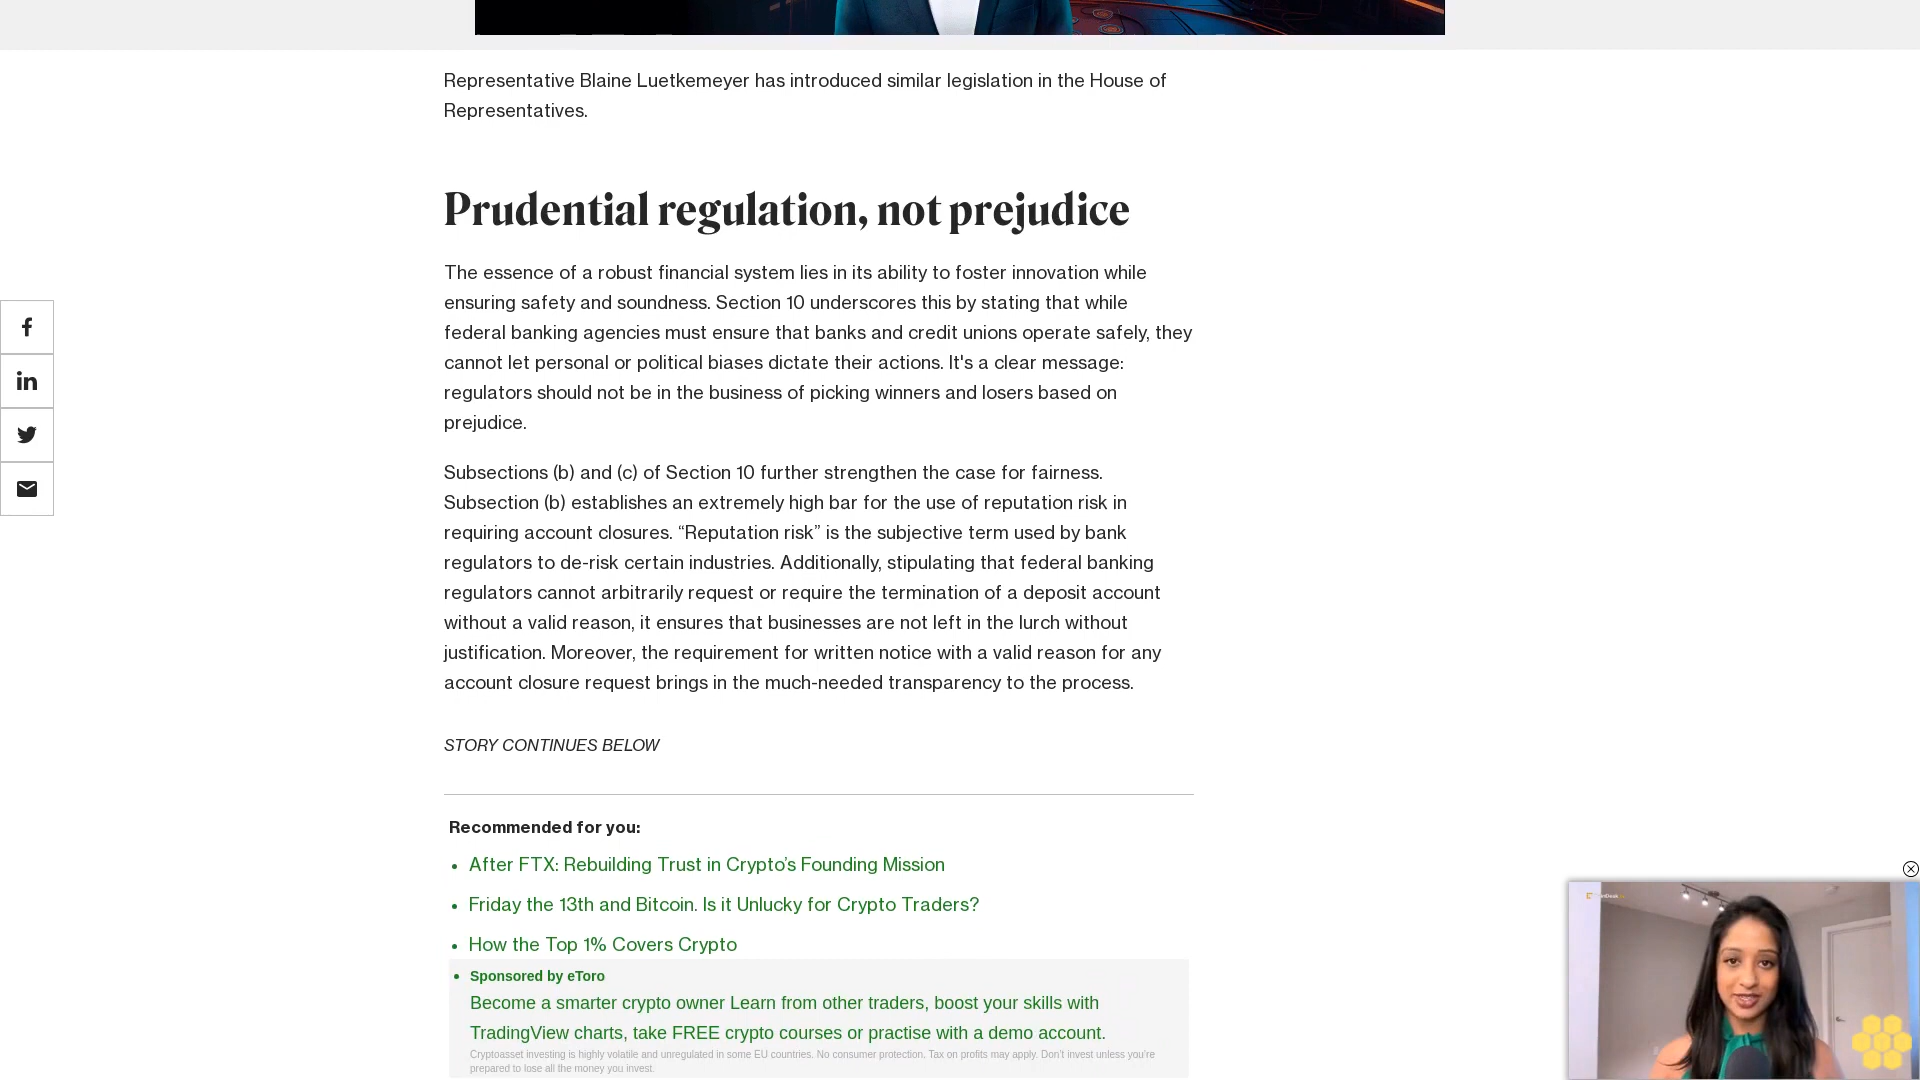 Representative Blaine Luetkemeyer has introduced similar legislation in the House of
Representatives.
Prudential regulation, not prejudice
The essence of a robust financial system lies in its ability to foster innovation while
ensuring safety and soundness. Section 10 underscores this by stating that while
federal banking agencies must ensure that banks and credit unions operate safely, they
cannot let personal or political biases dictate their actions. It's a clear message:
regulators should not be in the business of picking winners and losers based on
prejudice.
Subsections (b) and (c) of Section 10 further strengthen the case for fairness.
Subsection (b) establishes an extremely high bar for the use of reputation risk in
requiring account closures. “Reputation risk” is the subjective term used by bank
regulators to de-risk certain industries. Additionally, stipulating that federal banking
regulators cannot arbitrarily request or require the termination of a deposit account
without a valid reason, it ensures that businesses are not left in the lurch without
justification. Moreover, the requirement for written notice with a valid reason for any
account closure request brings in the much-needed transparency to the process.
STORY CONTINUES BELOW
Recommended for you:
• After FTX: Rebuilding Trust in Crypto’s Founding Mission
• Friday the 13th and Bitcoin. Is it Unlucky for Crypto Traders?
• How the Top 1% Covers Crypto
• Sponsored by eToro
Become a smarter crypto owner Learn from other traders, boost your skills with
TradingView charts, take FREE crypto courses or practise with a demo account.
Cryptoasset investing is highly volatile and unregulated in some EU countries. No consumer protection. Tax on profits may apply. Don’t invest unless you’re
prepared to lose all the money you invest.